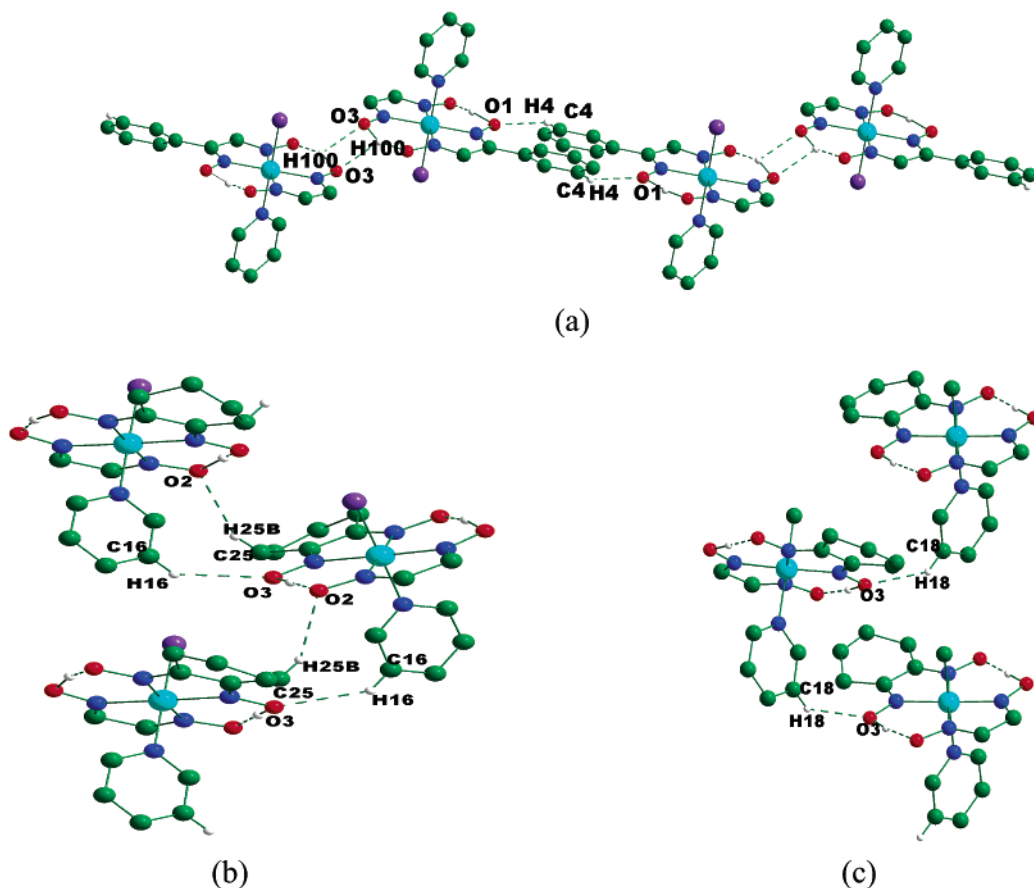 O3 O1 H4 C4
H100 H100
O3 C4 H4 O1
(a)
O2
H25B
C16 C25
H16 O3 O2
H25B C16
C25 H16
O3
(b)
C18
H18
O3
C18
H18 O3
(c)